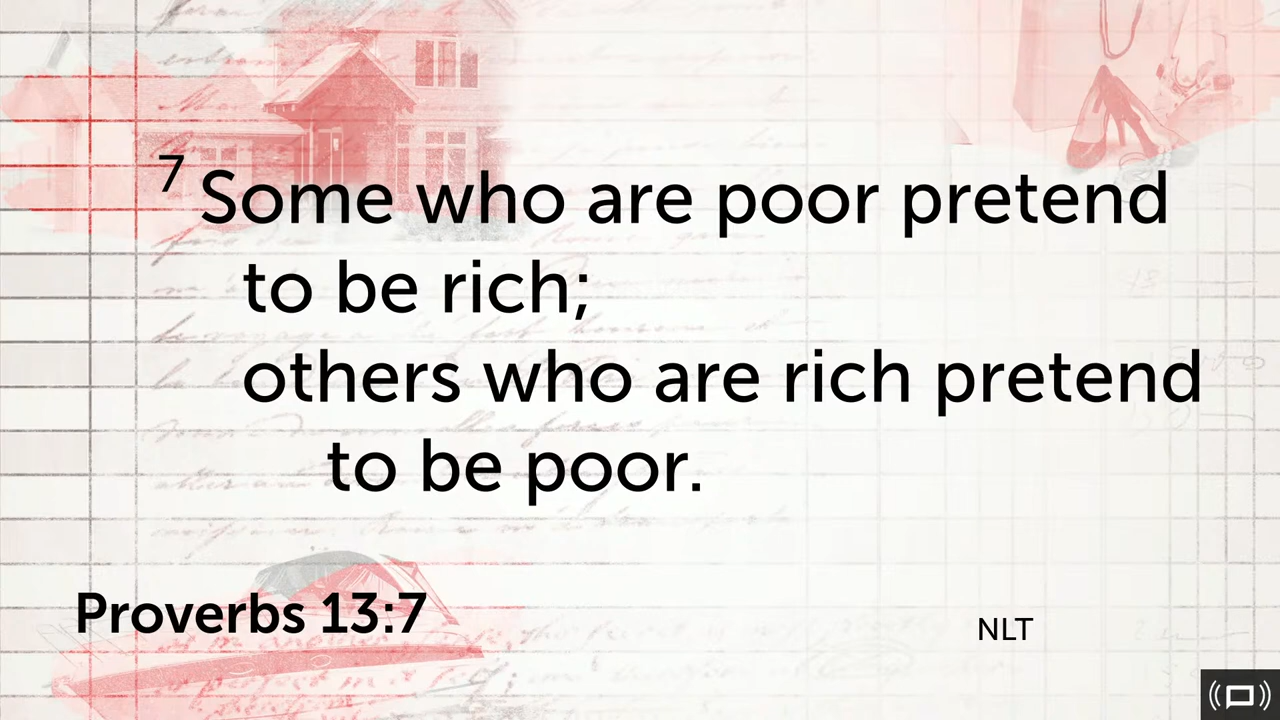 7 Some who are poor pretend
to be rich;
others who are rich pretend
to be poor.
Proverbs 13:7
NLT